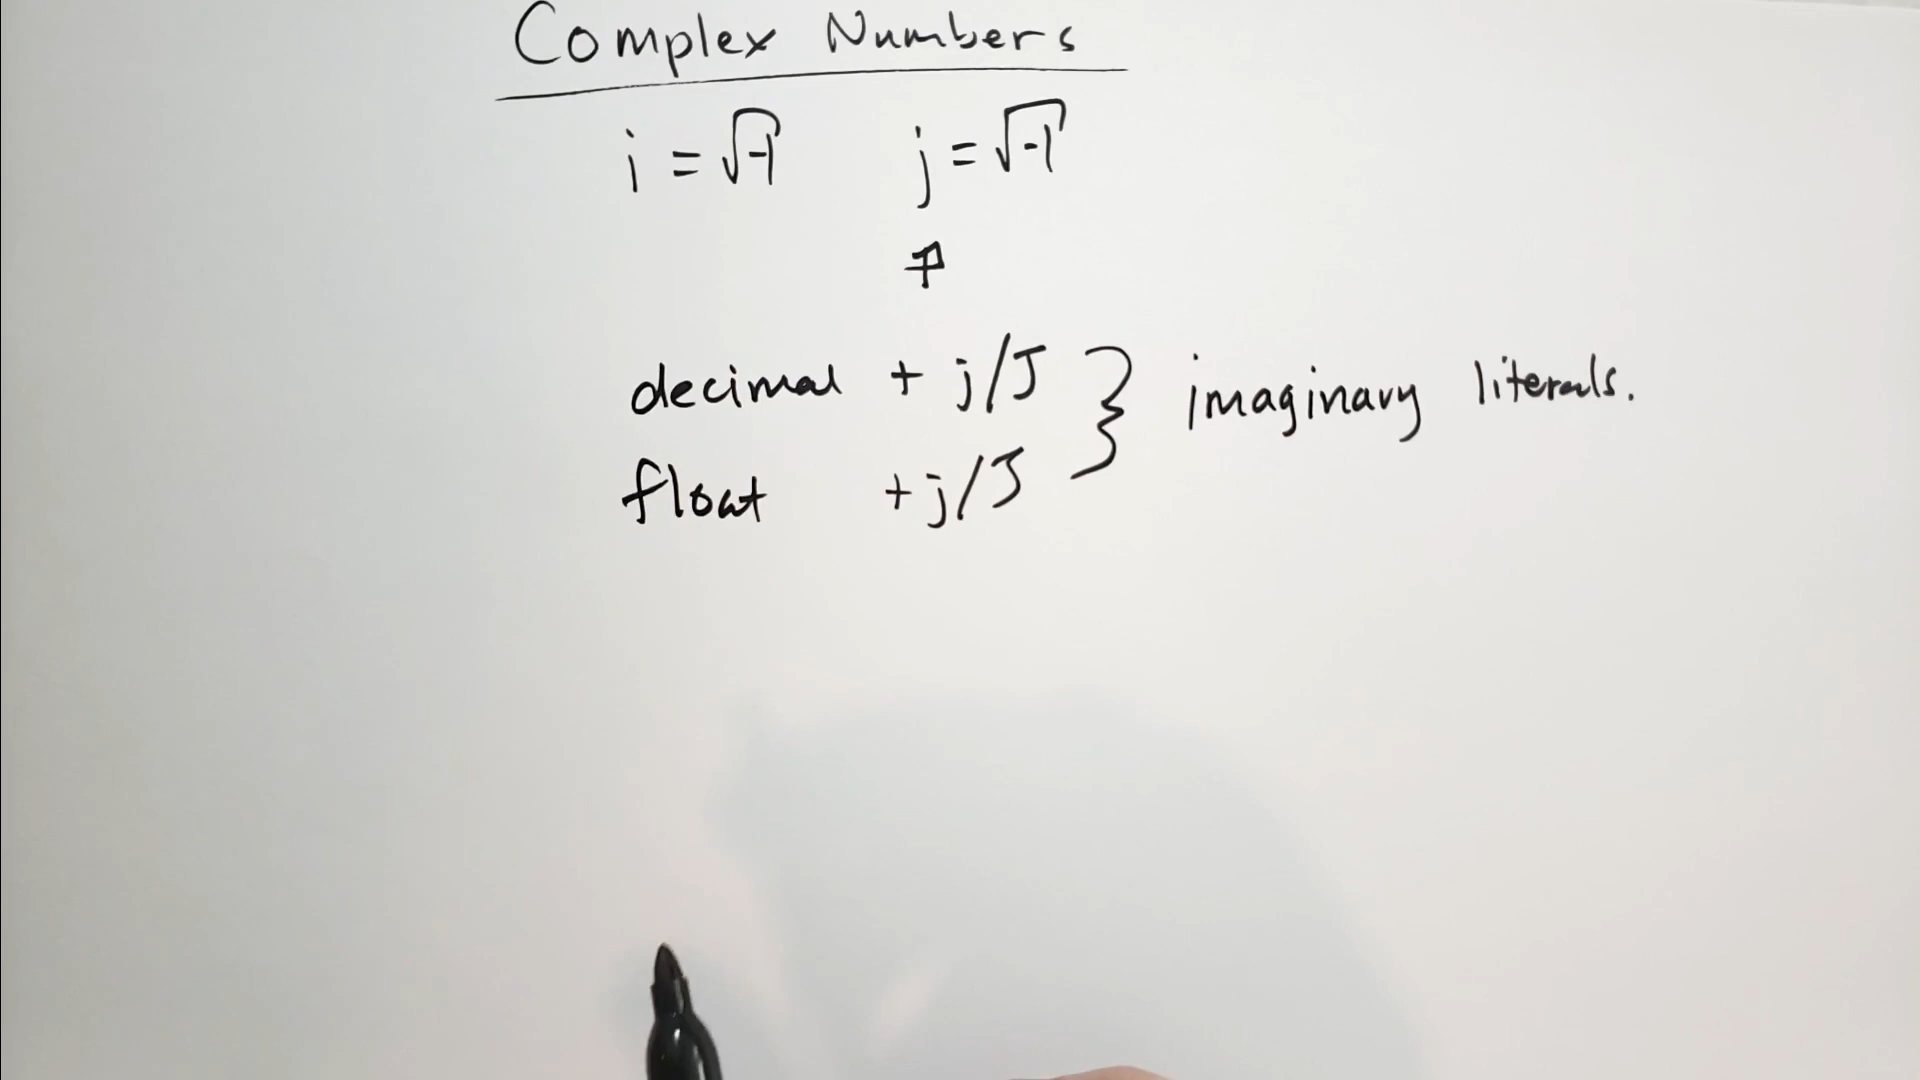 Complex Numbers
i = √-1 j = √-1
decimal + j/J } imaginary literals.
float + j/J